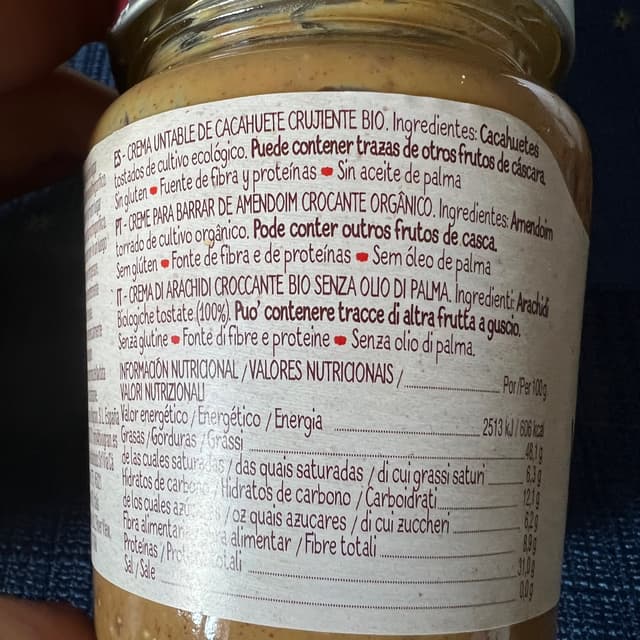 ES - CREMA UNTABLE DE CACAHUETE CRUJIENTE BIO. Ingredientes: Cacahuetes
tostados de cultivo ecológico. Puede contener trazas de otros frutos de cáscara.
Sin gluten • Fuente de fibra y proteínas • Sin aceite de palma
PT - CREME PARA BARRAR DE AMENDOIM CROCANTE ORGÂNICO. Ingredientes: Amendoim
torrado de cultivo orgânico. Pode conter outros frutos de casca.
Sem glúten • Fonte de fibra e de proteínas • Sem óleo de palma
IT - CREMA DI ARACHIDI CROCCANTE BIO SENZA OLIO DI PALMA. Ingredienti: Arachidi
Biologiche tostate (100%). Puo' contenere tracce di altra frutta a guscio.
Senza glutine • Fonte di fibre e proteine • Senza olio di palma.
INFORMACIÓN NUTRICIONAL / VALORES NUTRICIONAIS /
VALORI NUTRIZIONALI Por/Per 100g
Valor energético / Energético / Energia 2513 kJ / 606 kcal
Grasas / Gorduras / Grassi 48,1 g
de las cuales saturadas / das quais saturadas / di cui grassi saturi 6,3 g
Hidratos de carbono / Hidratos de carbono / Carboidrati 12,1 g
de los cuales / oz quais azucares / di cui zuccheri 6,2 g
Fibra alimentaria / alimentar / Fibre totali 8,9 g
Proteínas / 31,0 g
Sal / Sale 0,0 g